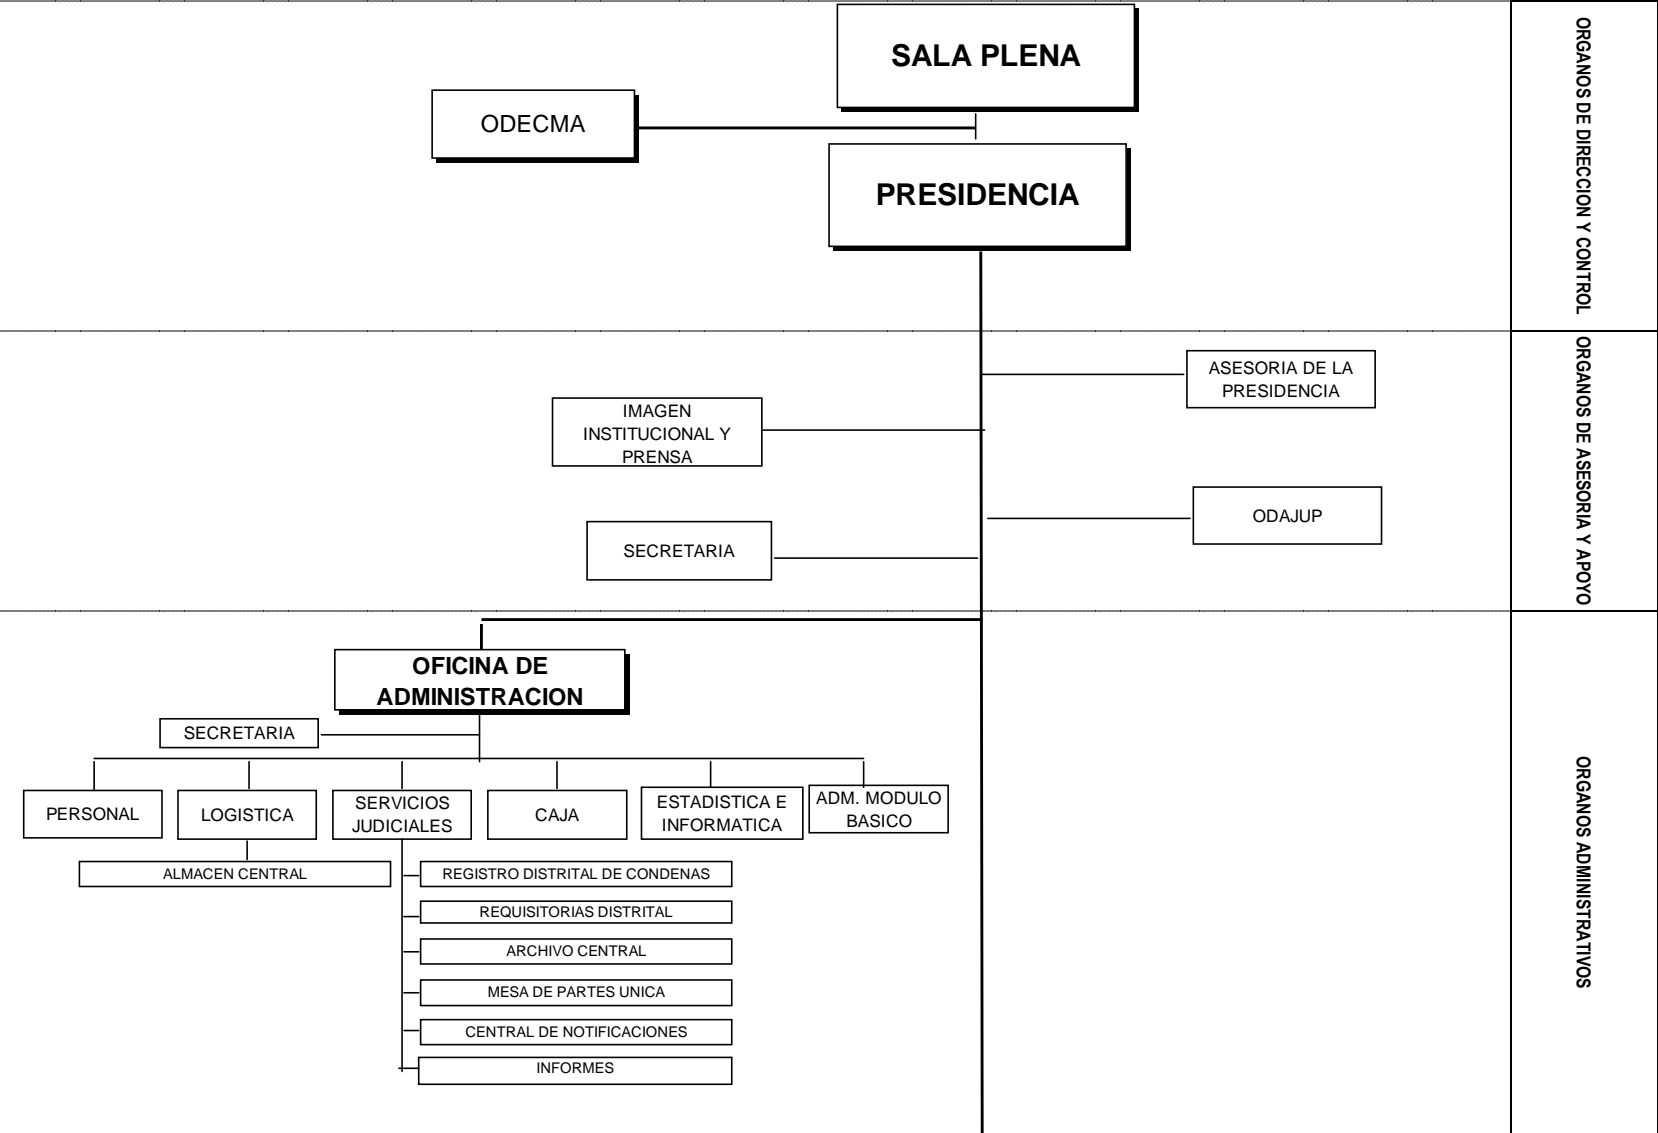 SALA PLENA
ODECMA
PRESIDENCIA
ORGANOS DE DIRECCION Y CONTROL
ASESORIA DE LA
PRESIDENCIA
IMAGEN
INSTITUCIONAL Y
PRENSA
ODAJUP
SECRETARIA
ORGANOS DE ASESORIA Y APOYO
OFICINA DE
ADMINISTRACION
SECRETARIA
PERSONAL
LOGISTICA
SERVICIOS
JUDICIALES
CAJA
ESTADISTICA E
INFORMATICA
ADM. MODULO
BASICO
ALMACEN CENTRAL
REGISTRO DISTRITAL DE CONDENAS
REQUISITORIAS DISTRITAL
ARCHIVO CENTRAL
MESA DE PARTES UNICA
CENTRAL DE NOTIFICACIONES
INFORMES
ORGANOS ADMINISTRATIVOS